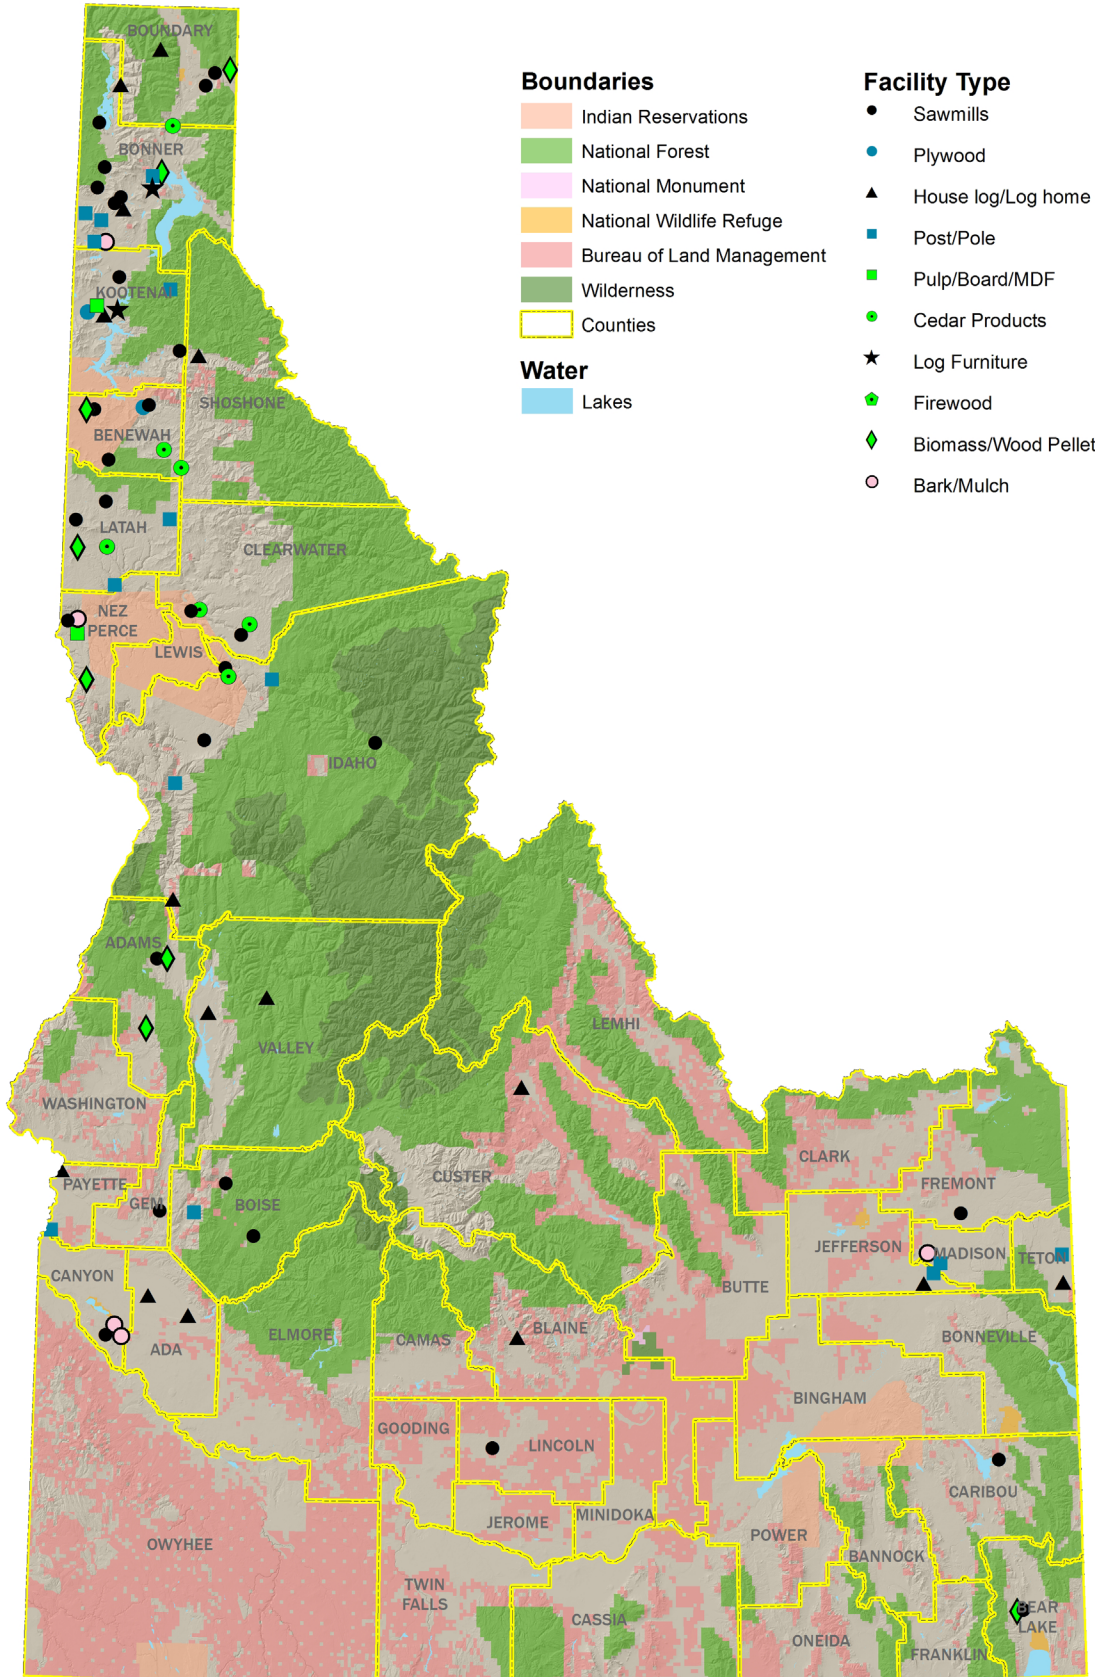 Boundaries
Indian Reservations
National Forest
National Monument
National Wildlife Refuge
Bureau of Land Management
Wilderness
Counties
Water
Lakes
Facility Type
Sawmills
Plywood
House log/Log home
Post/Pole
Pulp/Board/MDF
Cedar Products
Log Furniture
Firewood
Biomass/Wood Pellet
Bark/Mulch
BOUNDARY
BONNER
KOOTENAI
SHOSHONE
BENEWAH
LATAH
CLEARWATER
NEZ
PERCE
LEWIS
IDAHO
ADAMS
LEMHI
VALLEY
WASHINGTON
CUSTER
CLARK
PAYETTE
FREMONT
GEM
BOISE
JEFFERSON
MADISON
TETON
CANYON
BUTTE
ELMORE
CAMAS
BLAINE
BONNEVILLE
ADA
BINGHAM
GOODING
LINCOLN
CARIBOU
JEROME
MINIDOKA
POWER
OWYHEE
BANNOCK
TWIN
FALLS
CASSIA
BEAR
LAKE
ONEIDA
FRANKLIN